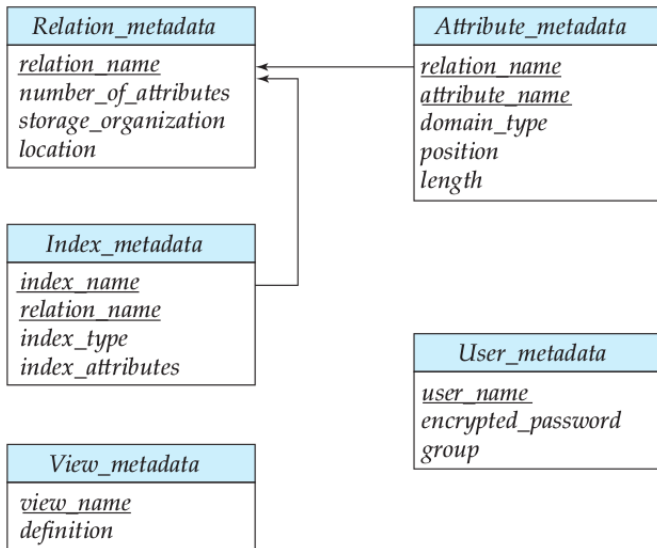 Relation_metadata
relation_name
number_of_attributes
storage_organization
location
Attribute_metadata
relation_name
attribute_name
domain_type
position
length
Index_metadata
index_name
relation_name
index_type
index_attributes
User_metadata
user_name
encrypted_password
group
View_metadata
view_name
definition